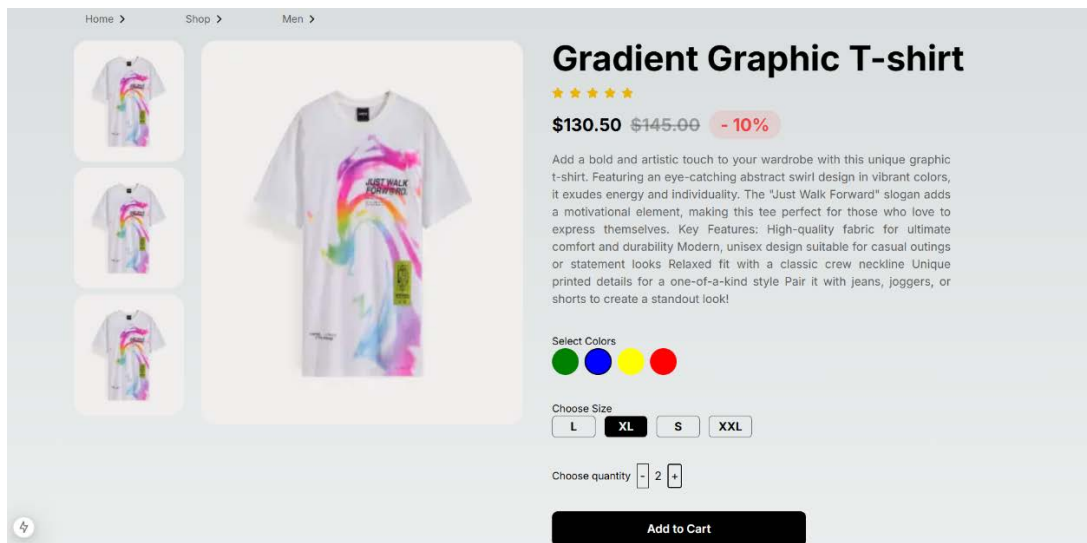 Home > Shop > Men >
Gradient Graphic T-shirt
$130.50 $145.00 - 10%
Add a bold and artistic touch to your wardrobe with this unique graphic
t-shirt. Featuring an eye-catching abstract swirl design in vibrant colors,
it exudes energy and individuality. The "Just Walk Forward" slogan adds
a motivational element, making this tee perfect for those who love to
express themselves. Key Features: High-quality fabric for ultimate
comfort and durability Modern, unisex design suitable for casual outings
or statement looks Relaxed fit with a classic crew neckline Unique
printed details for a one-of-a-kind style Pair it with jeans, joggers, or
shorts to create a standout look!
JUST WALK
FORWARD.
Select Colors
Choose Size
L XL S XXL
Choose quantity - 2 +
Add to Cart